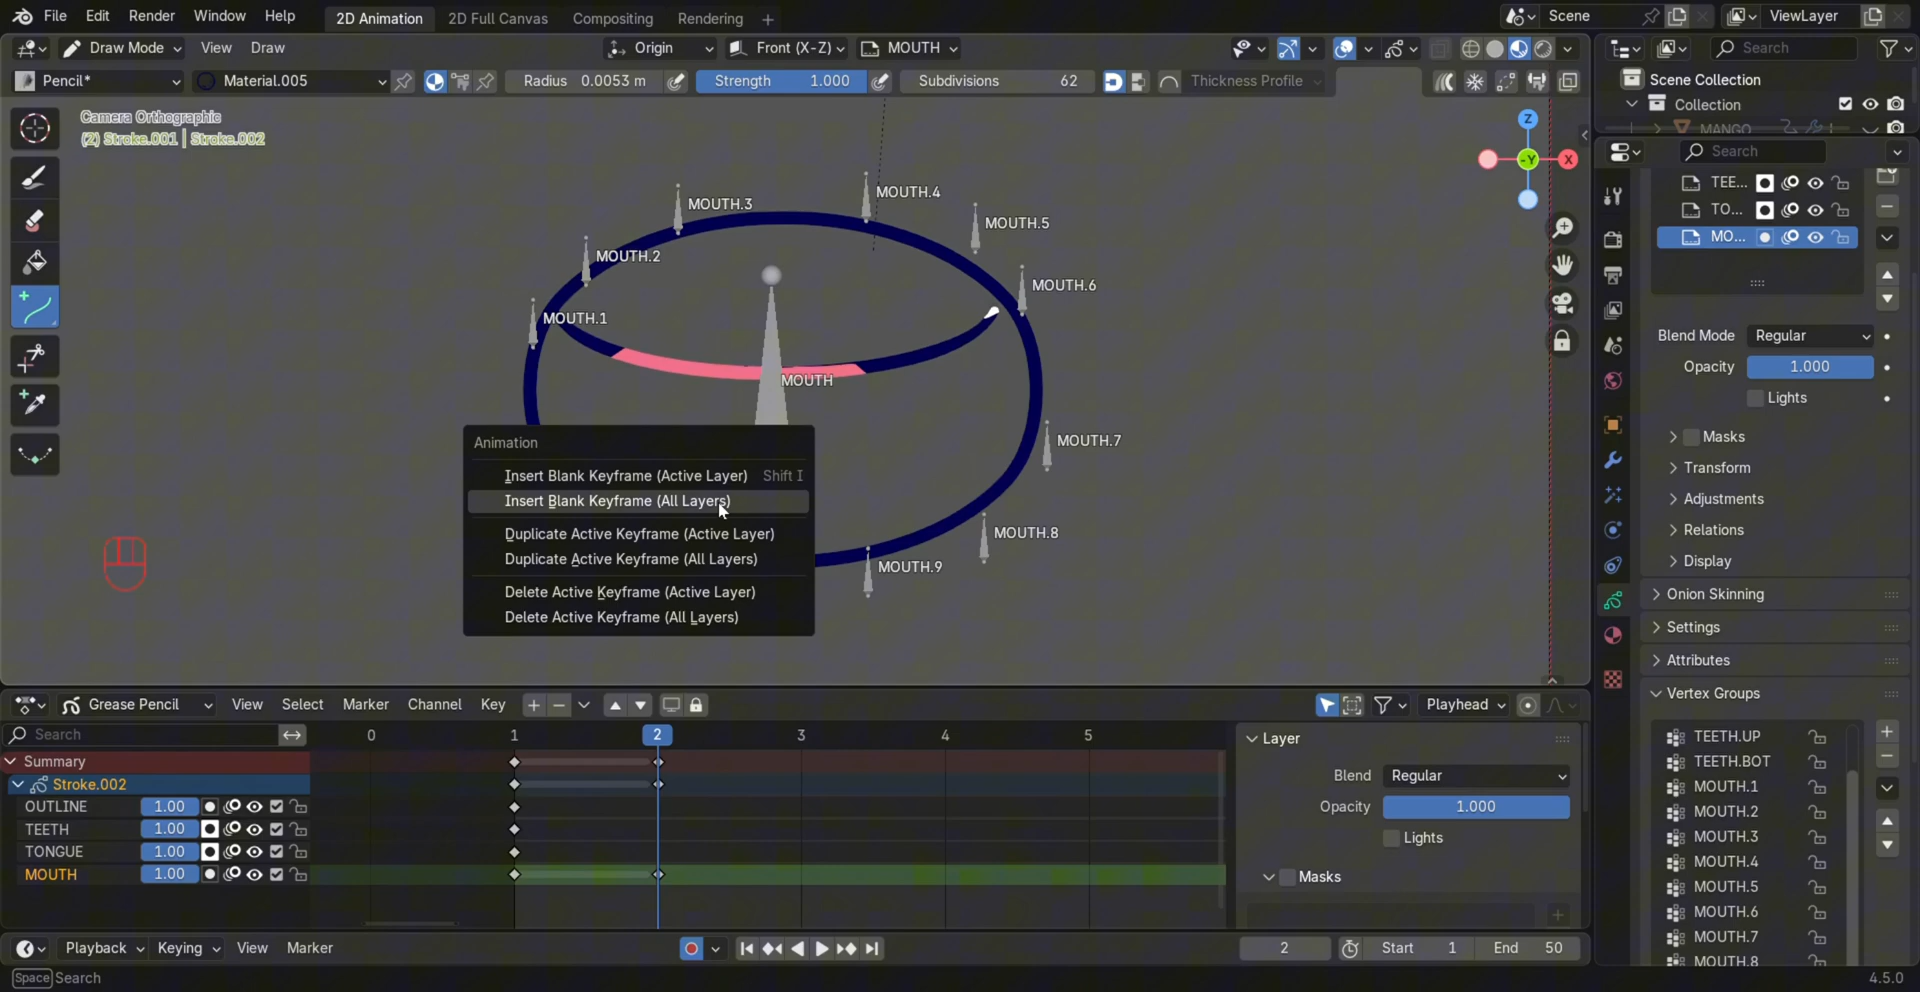 File Edit Render Window Help 2D Animation 2D Full Canvas Compositing Rendering + Scene ViewLayer
Draw Mode View Draw Origin Front (X-Z) MOUTH Search
Pencil* Material.005 Radius 0.0053 m Strength 1.000 Subdivisions 62 Thickness Profile Scene Collection
Collection
MANGO
Camera Orthographic
(2) Stroke.001 | Stroke.002
Z
-Y
X
Search
TEE...
TO...
MO...
MOUTH.3
MOUTH.4
MOUTH.5
MOUTH.2
MOUTH.6
MOUTH.1
MOUTH
MOUTH.7
MOUTH.8
MOUTH.9
Animation
Insert Blank Keyframe (Active Layer) Shift I
Insert Blank Keyframe (All Layers)
Duplicate Active Keyframe (Active Layer)
Duplicate Active Keyframe (All Layers)
Delete Active Keyframe (Active Layer)
Delete Active Keyframe (All Layers)
Blend Mode Regular
Opacity 1.000
Lights
Masks
Transform
Adjustments
Relations
Display
Onion Skinning
Settings
Attributes
Vertex Groups
TEETH.UP
TEETH.BOT
MOUTH.1
MOUTH.2
MOUTH.3
MOUTH.4
MOUTH.5
MOUTH.6
MOUTH.7
MOUTH.8
Grease Pencil View Select Marker Channel Key Playhead
Search 0 1 2 3 4 5
Summary
Stroke.002
OUTLINE 1.00
TEETH 1.00
TONGUE 1.00
MOUTH 1.00
Layer
Blend Regular
Opacity 1.000
Lights
Masks
Playback Keying View Marker 2 Start 1 End 50
Space Search 4.5.0